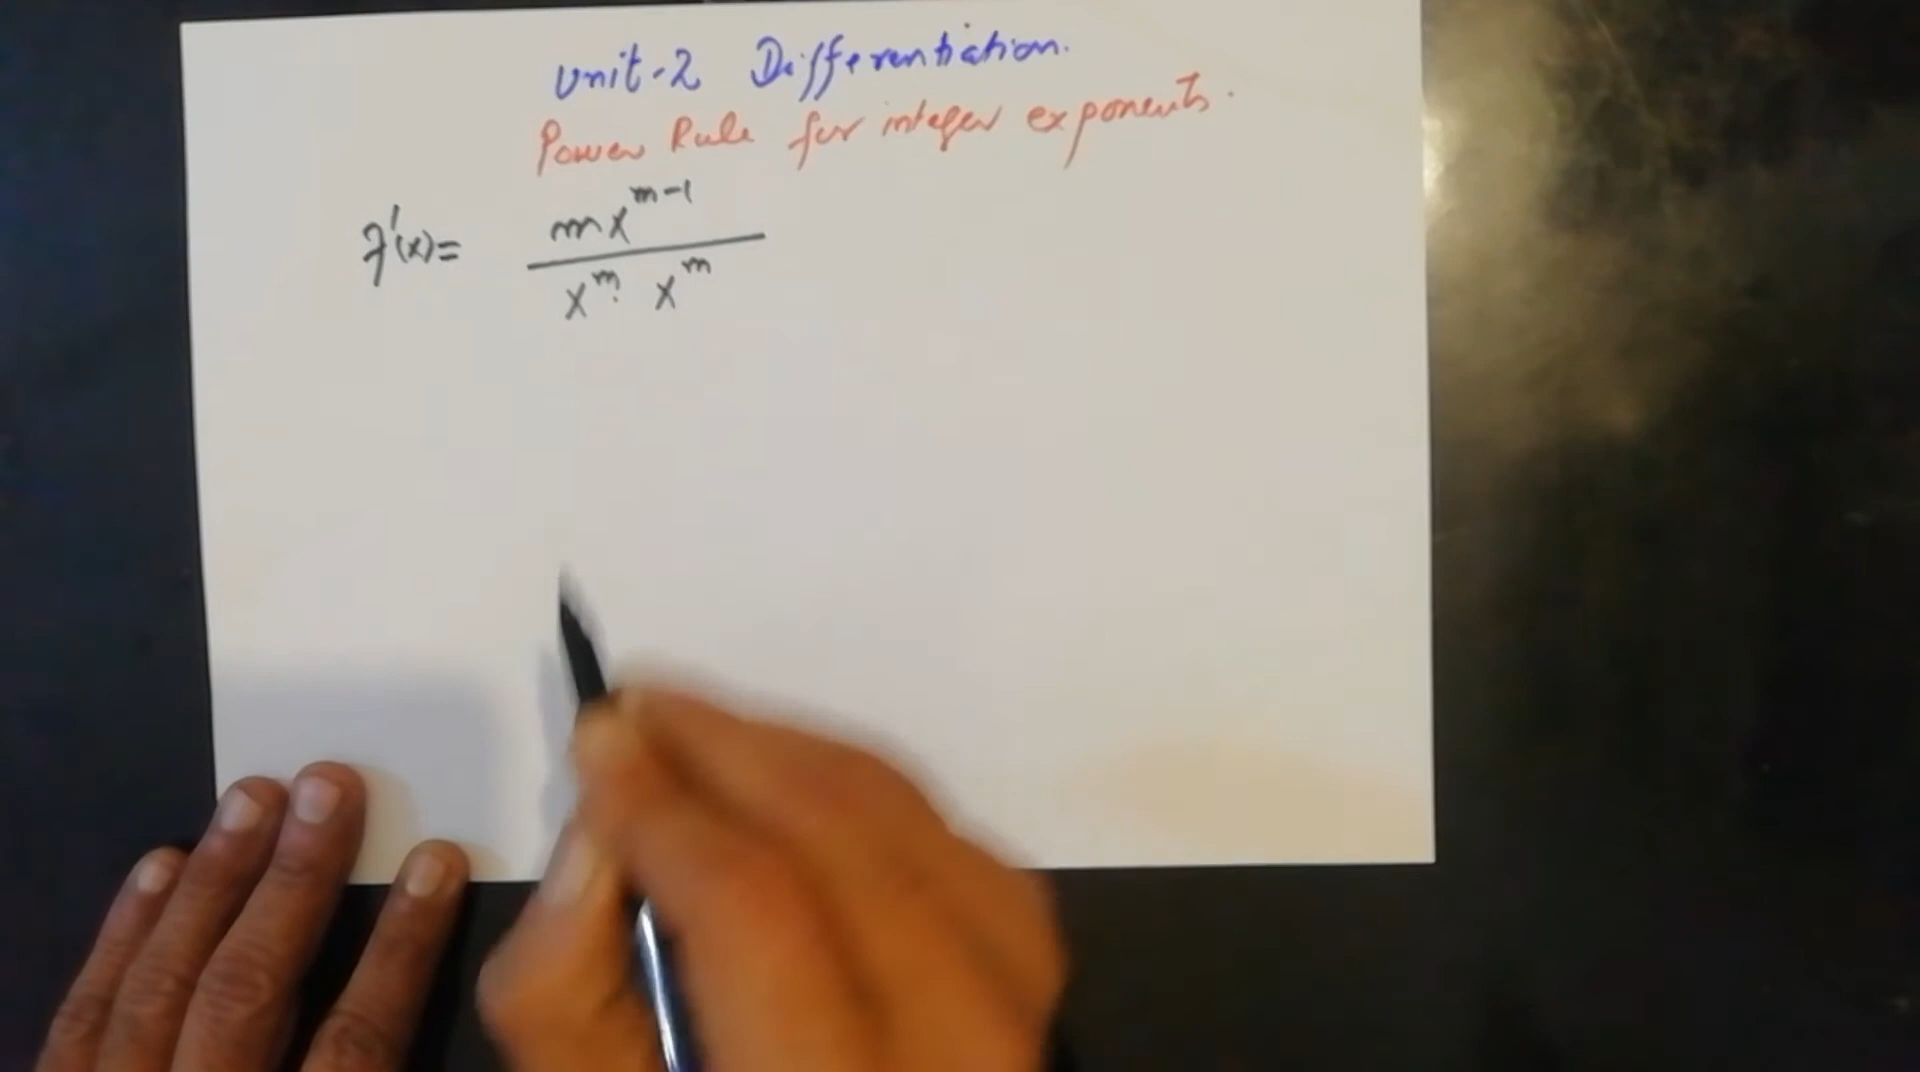 Unit-2 Differentiation.
Power Rule for integer exponents.
f'(x)= mx^{m-1} / x^m · x^m